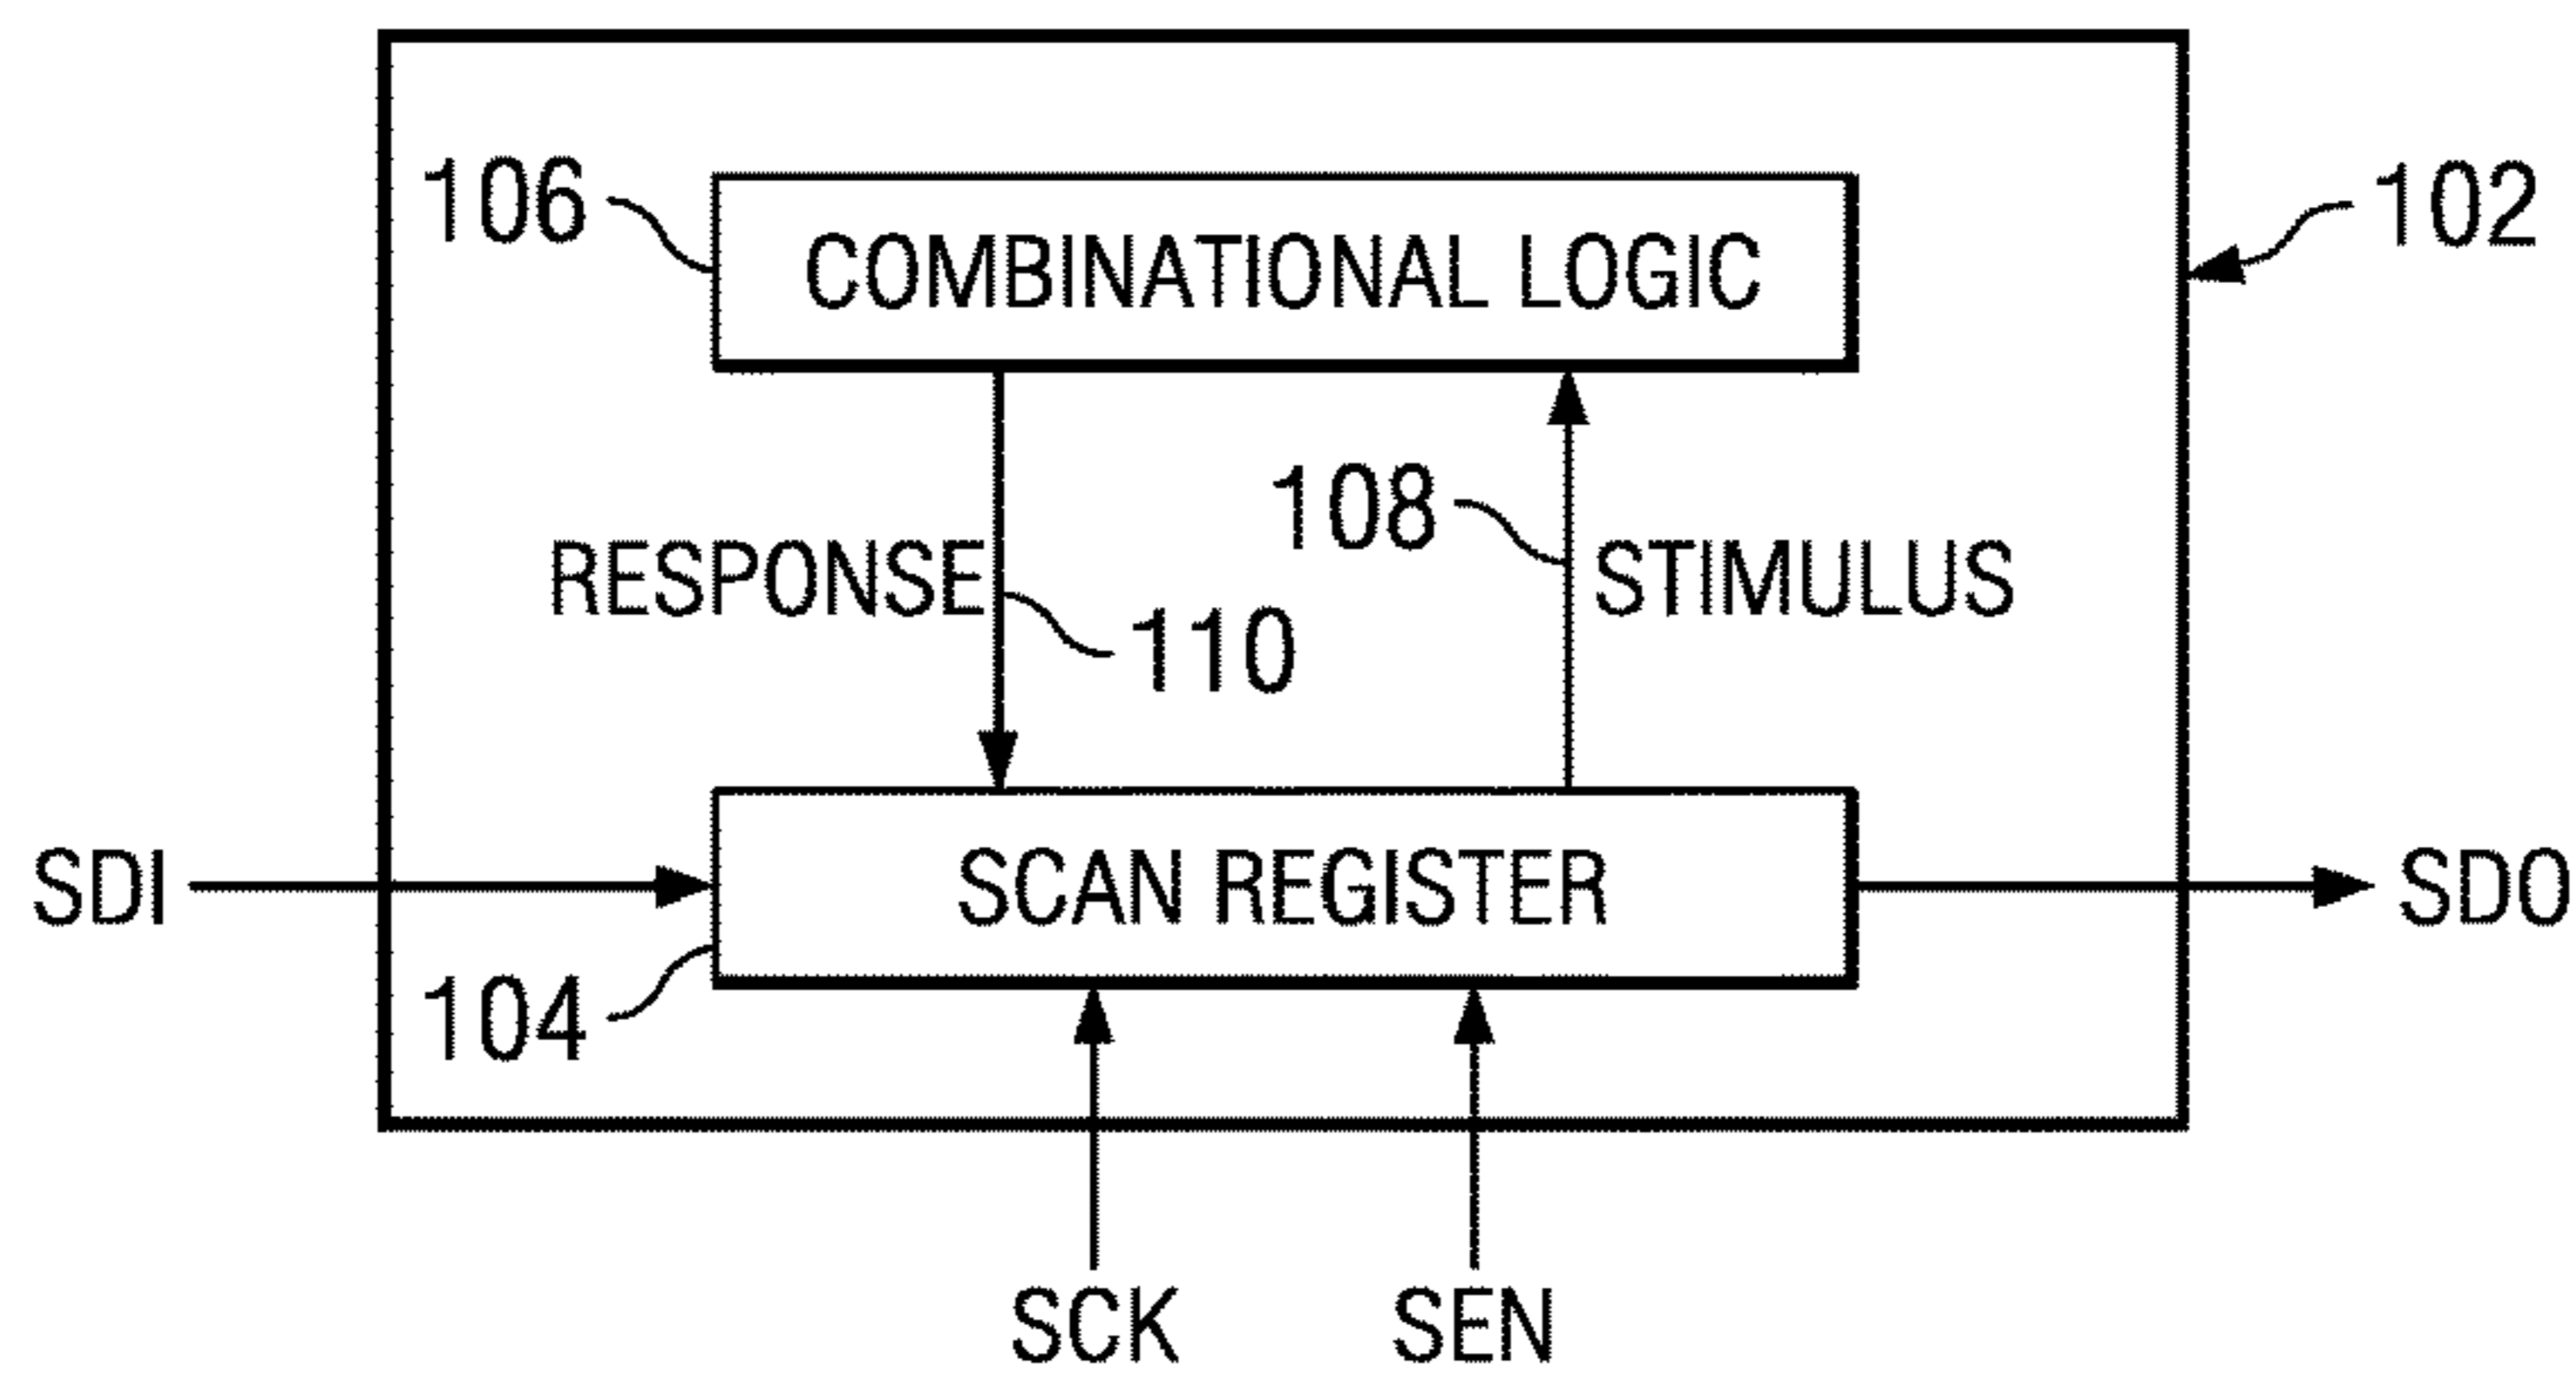 106
102
COMBINATIONAL LOGIC
108
RESPONSE
STIMULUS
110
SDI
SCAN REGISTER
SDO
104
SCK
SEN